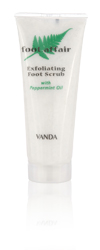 foot affair
Exfoliating
Foot Scrub
with
Peppermint Oil
VANDA